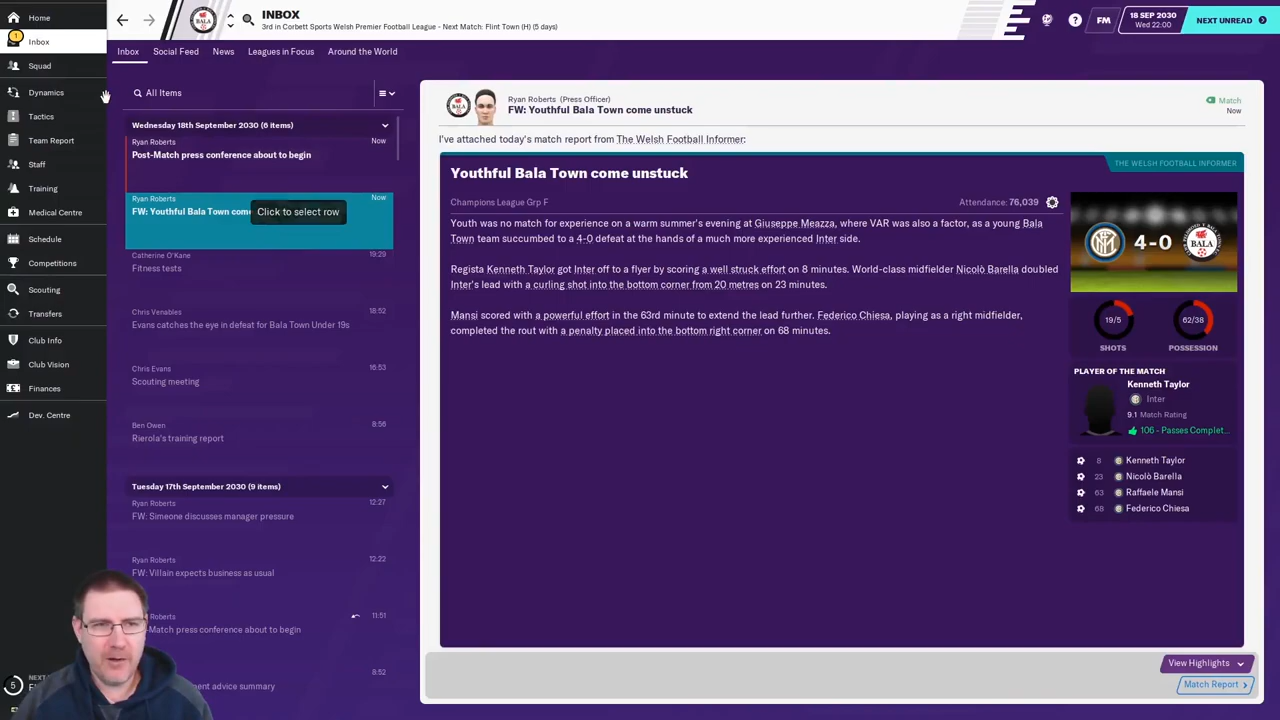 INBOX
3rd in Corbett Sports Welsh Premier Football League - Next Match: Flint Town (H) (5 days)
FM
18 SEP 2030
Wed 22:00
NEXT UNREAD
Home
1
Inbox
Squad
Dynamics
Tactics
Team Report
Staff
Training
Medical Centre
Schedule
Competitions
Scouting
Transfers
Club Info
Club Vision
Finances
Dev. Centre
Inbox
Social Feed
News
Leagues in Focus
Around the World
All Items
Wednesday 18th September 2030 (6 items)
Ryan Roberts
Now
Post-Match press conference about to begin
Ryan Roberts
Now
FW: Youthful Bala Town come
Click to select row
Catherine O'Kane
19:29
Fitness tests
Chris Venables
18:52
Evans catches the eye in defeat for Bala Town Under 19s
Chris Evans
16:53
Scouting meeting
Ben Owen
8:56
Rierola's training report
Tuesday 17th September 2030 (9 items)
Ryan Roberts
12:27
FW: Simeone discusses manager pressure
Ryan Roberts
12:22
FW: Villain expects business as usual
Roberts
11:51
-Match press conference about to begin
8:52
ent advice summary
5
NEXT
Ryan Roberts (Press Officer)
FW: Youthful Bala Town come unstuck
Match
Now
I've attached today's match report from The Welsh Football Informer:
THE WELSH FOOTBALL INFORMER
Youthful Bala Town come unstuck
Champions League Grp F
Attendance: 76,039
Youth was no match for experience on a warm summer's evening at Giuseppe Meazza, where VAR was also a factor, as a young Bala
Town team succumbed to a 4-0 defeat at the hands of a much more experienced Inter side.
Regista Kenneth Taylor got Inter off to a flyer by scoring a well struck effort on 8 minutes. World-class midfielder Nicolò Barella doubled
Inter's lead with a curling shot into the bottom corner from 20 metres on 23 minutes.
Mansi scored with a powerful effort in the 63rd minute to extend the lead further. Federico Chiesa, playing as a right midfielder,
completed the rout with a penalty placed into the bottom right corner on 68 minutes.
4-0
19/5
SHOTS
62/38
POSSESSION
PLAYER OF THE MATCH
Kenneth Taylor
Inter
9.1 Match Rating
106 - Passes Complet...
8 Kenneth Taylor
23 Nicolò Barella
63 Raffaele Mansi
68 Federico Chiesa
View Highlights
Match Report